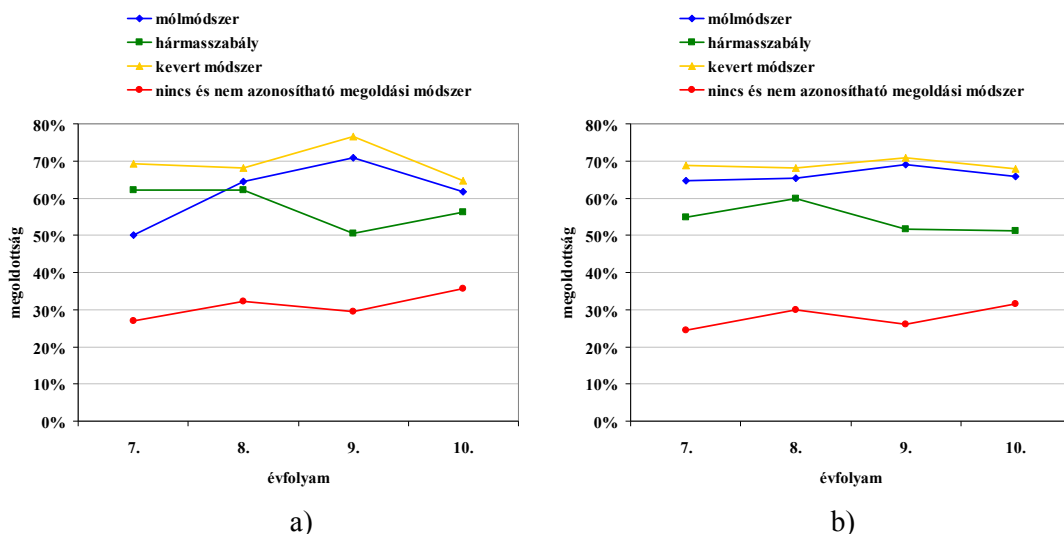 mólmódszer
hármasszabály
kevert módszer
nincs és nem azonosítható megoldási módszer
80%
70%
60%
50%
40%
30%
20%
10%
0%
megoldottság
7. 8. 9. 10.
évfolyam
a)
mólmódszer
hármasszabály
kevert módszer
nincs és nem azonosítható megoldási módszer
80%
70%
60%
50%
40%
30%
20%
10%
0%
megoldottság
7. 8. 9. 10.
évfolyam
b)